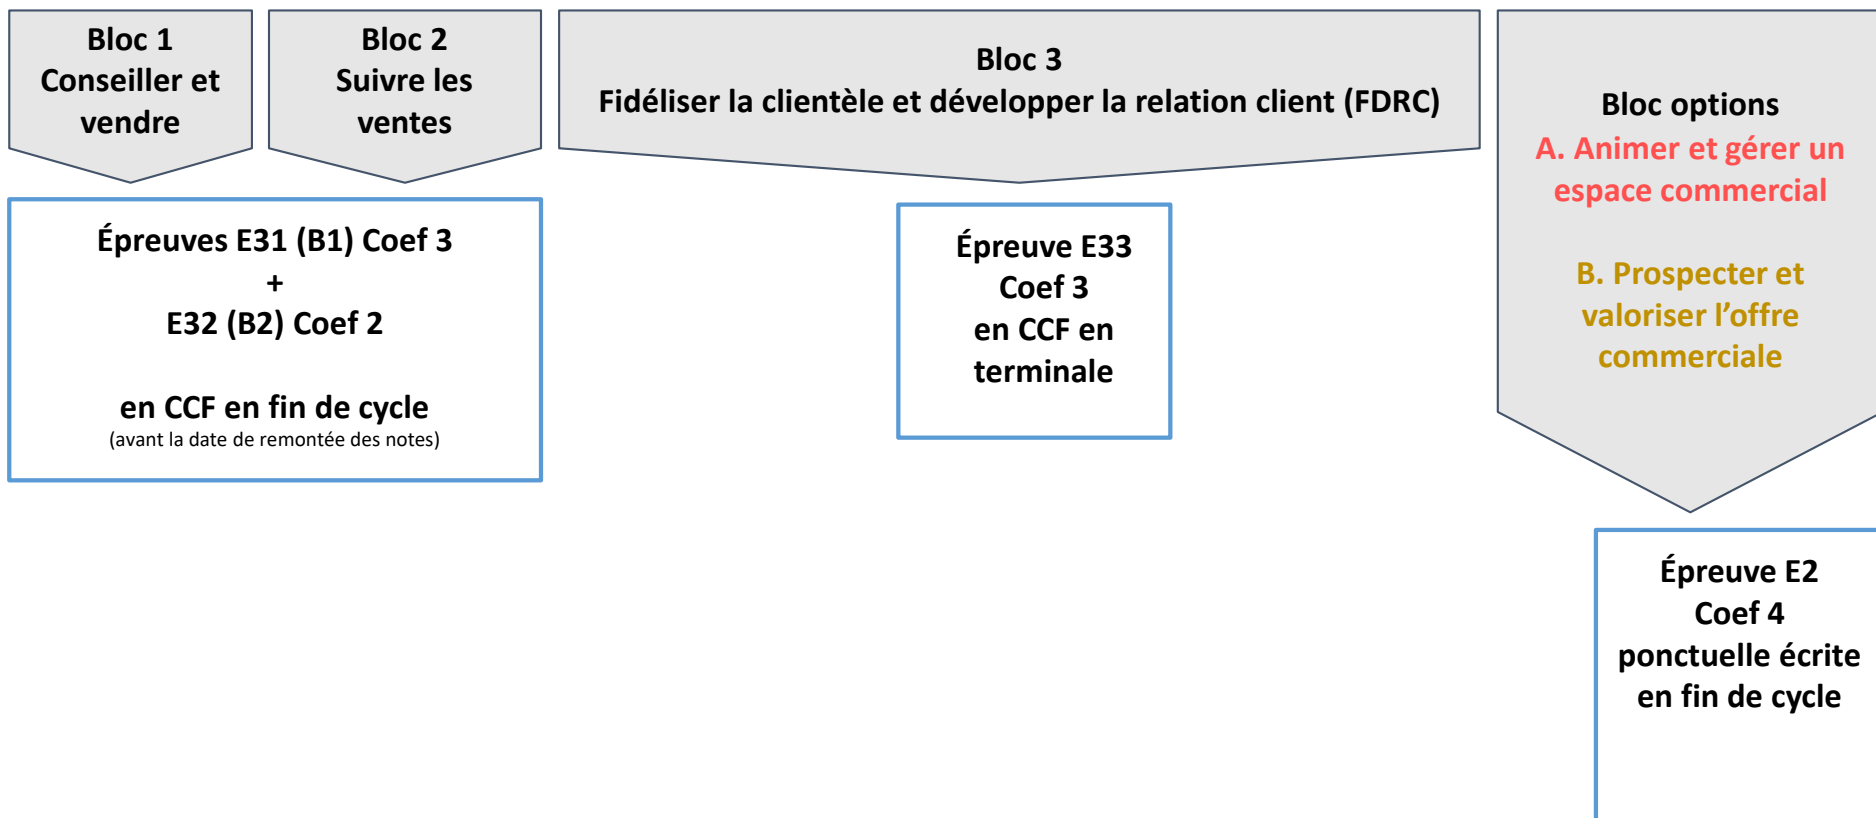 Bloc 1
Conseiller et
vendre
Bloc 2
Suivre les
ventes
Bloc 3
Fidéliser la clientèle et développer la relation client (FDRC)
Bloc options
A. Animer et gérer un
espace commercial
B. Prospecter et
valoriser l’offre
commerciale
Épreuves E31 (B1) Coef 3
+
E32 (B2) Coef 2
en CCF en fin de cycle
(avant la date de remontée des notes)
Épreuve E33
Coef 3
en CCF en
terminale
Épreuve E2
Coef 4
ponctuelle écrite
en fin de cycle